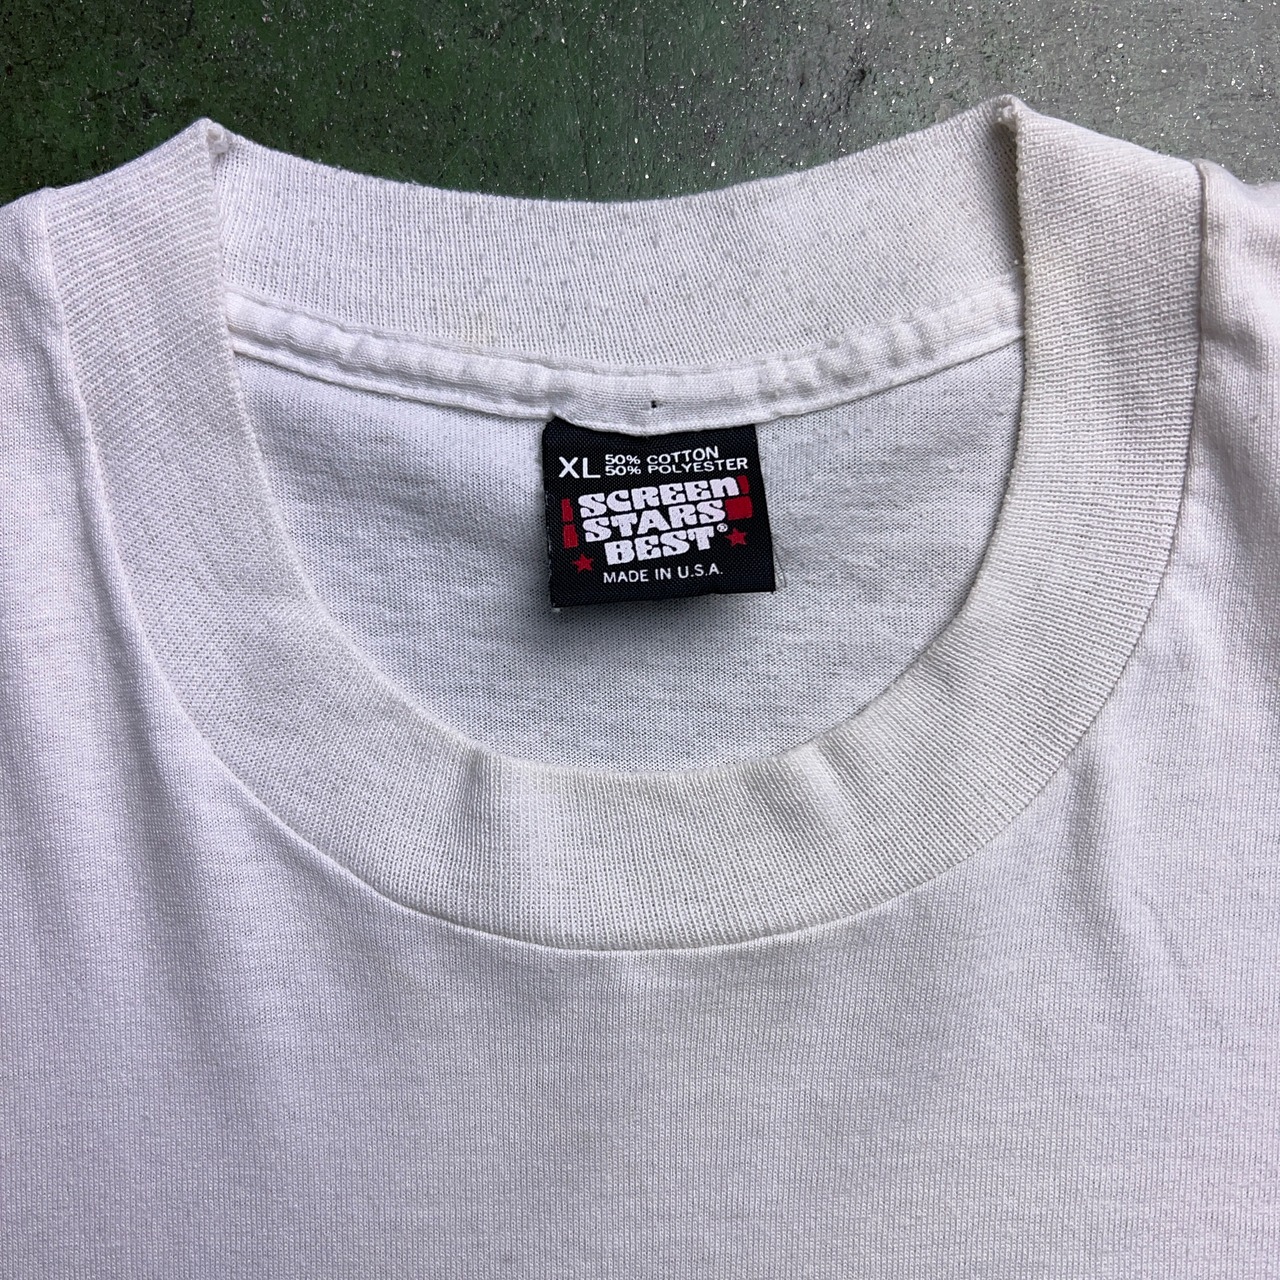 XL 50% COTTON
50% POLYESTER
SCREEN
STARS
BEST®
MADE IN U.S.A.